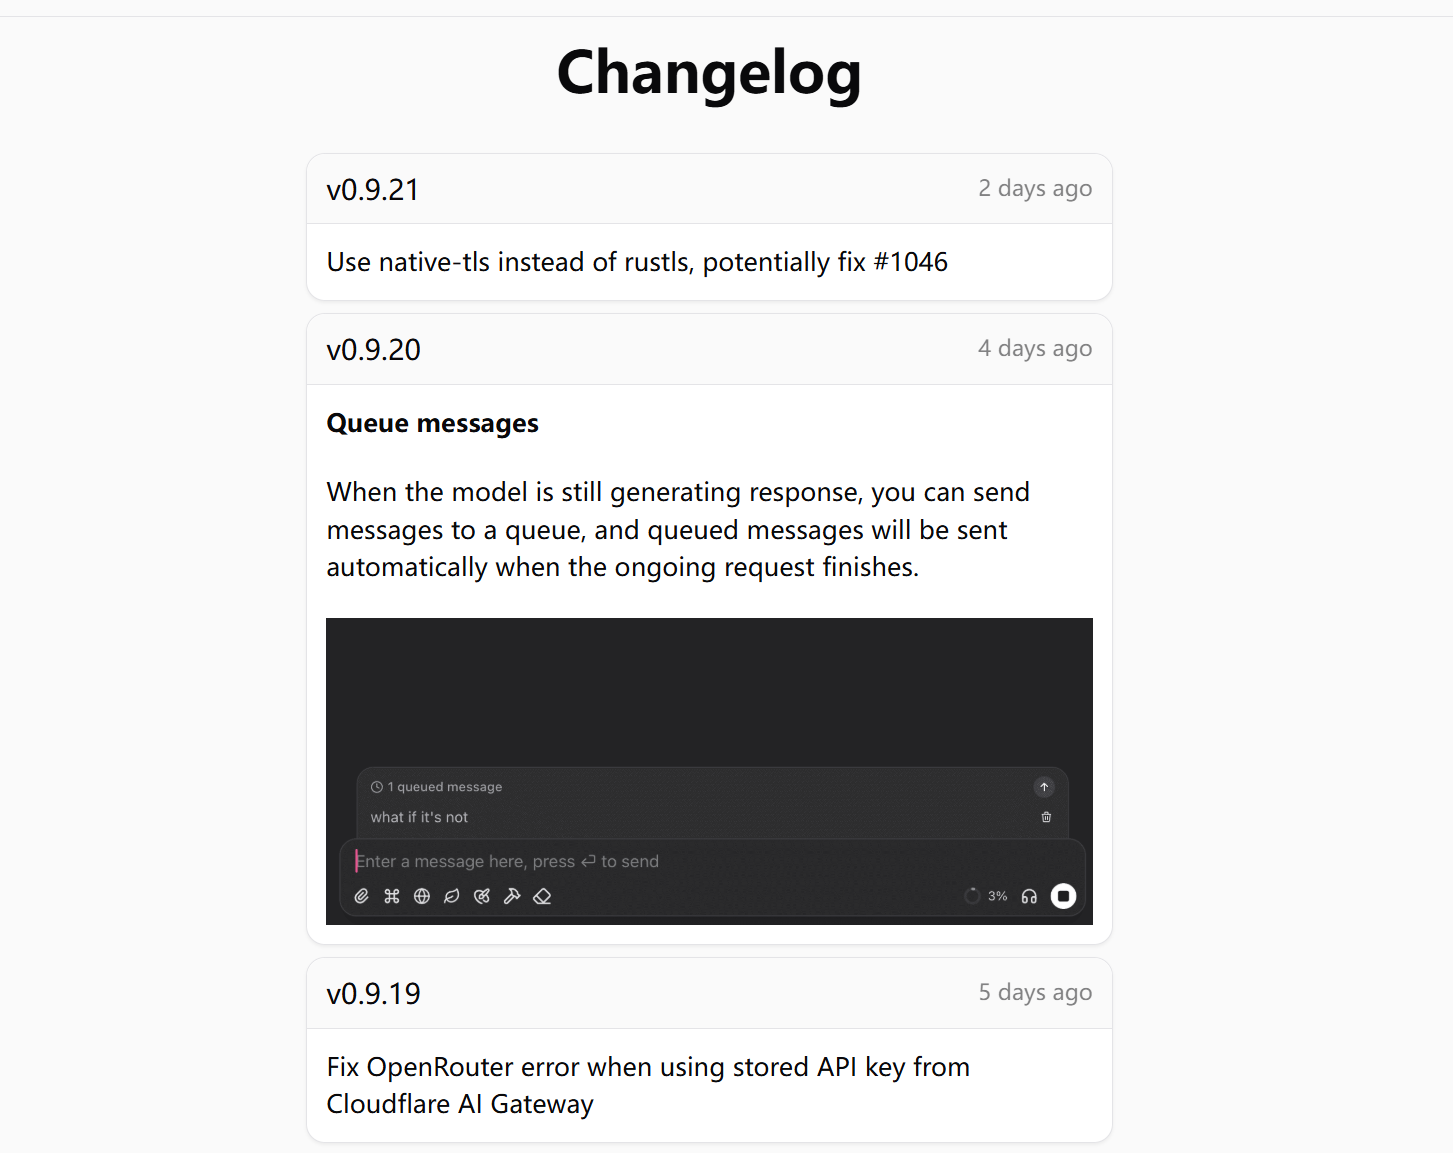 Changelog
v0.9.21
2 days ago
Use native-tls instead of rustls, potentially fix #1046
v0.9.20
4 days ago
Queue messages
When the model is still generating response, you can send
messages to a queue, and queued messages will be sent
automatically when the ongoing request finishes.
1 queued message
what if it's not
Enter a message here, press ⏎ to send
3%
v0.9.19
5 days ago
Fix OpenRouter error when using stored API key from
Cloudflare AI Gateway